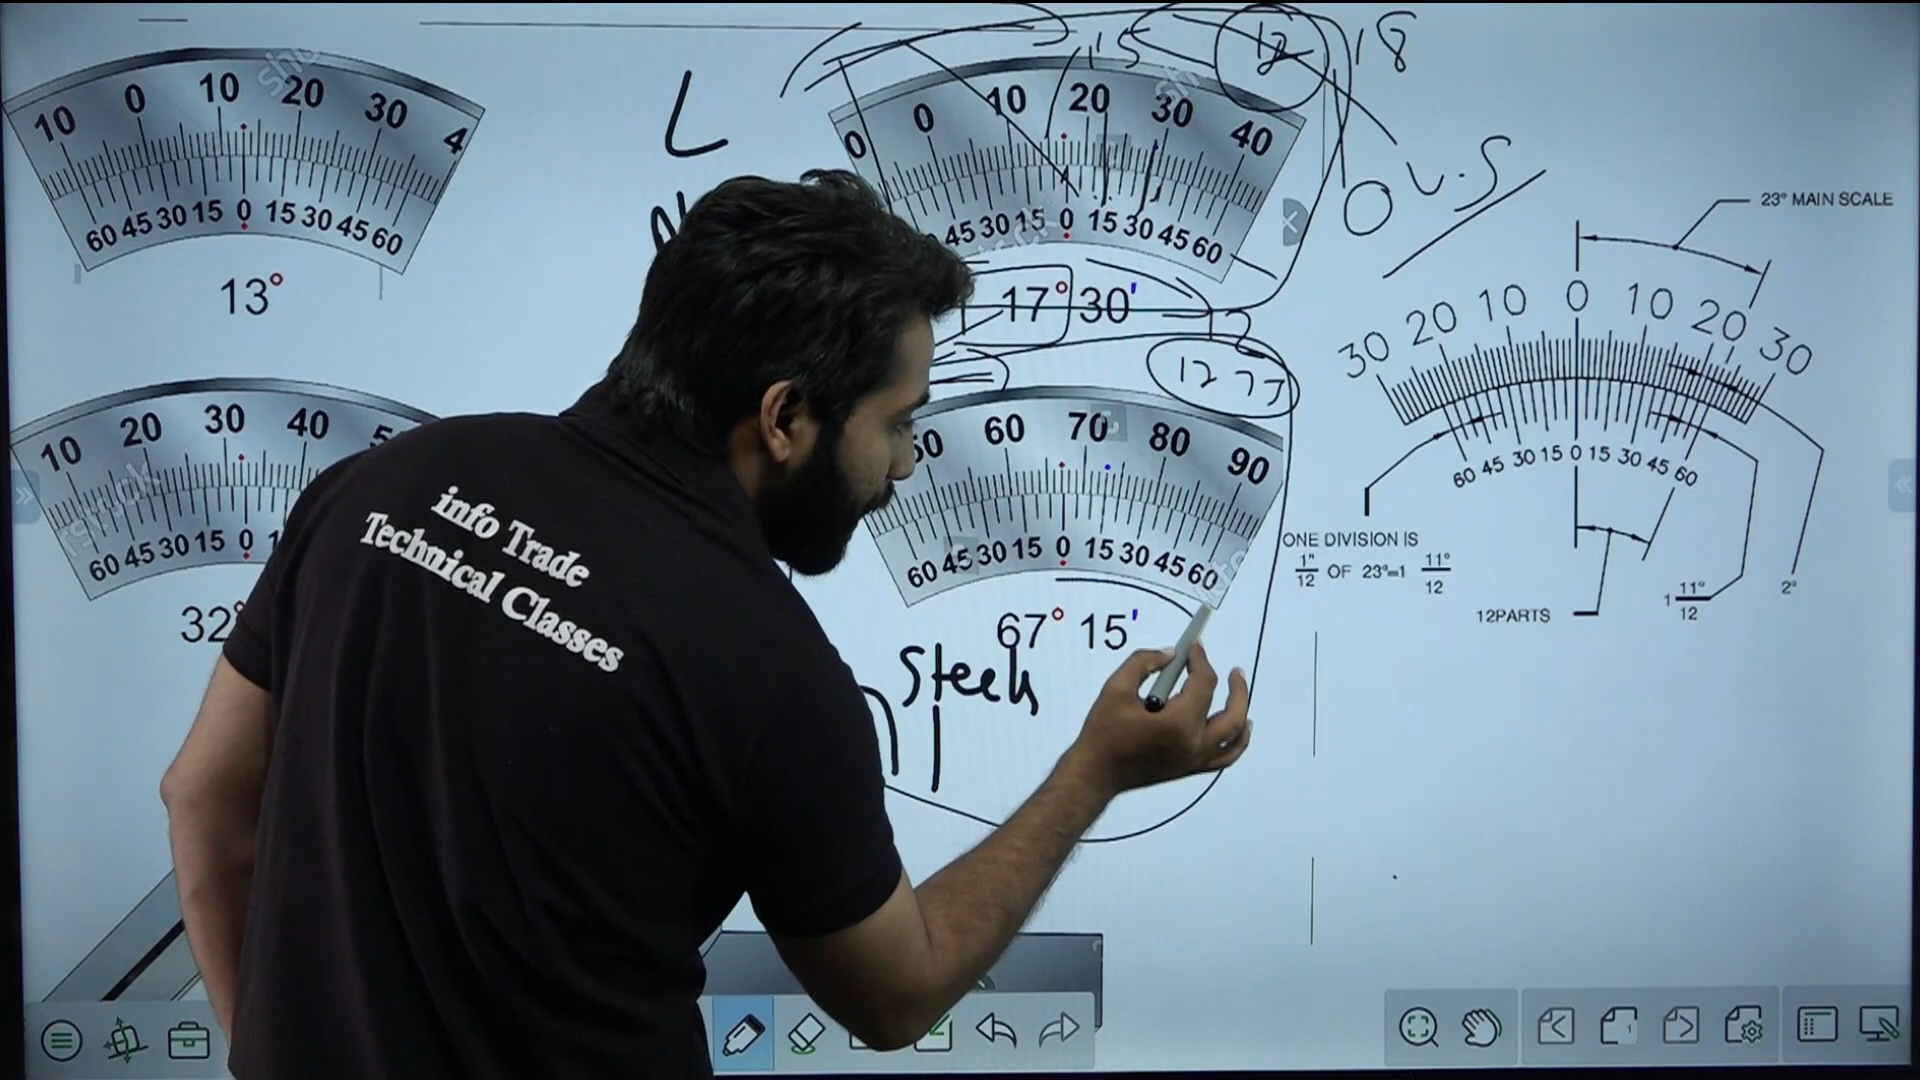 10 0 10 20 30 4
60 45 30 15 0 15 30 45 60
13°
L
15
12
18
0 0 10 20 30 40
45 30 15 0 15 30 45 60
17° 30'
O V.S
10 20 30 40 5
60 45 30 15 0 1
32°
50 60 70 80 90
60 45 30 15 0 15 30 45 60
67° 15'
info Trade
Technical Classes
23° MAIN SCALE
30 20 10 0 10 20 30
60 45 30 15 0 15 30 45 60
ONE DIVISION IS
1" 11°
12 OF 23°=1 12
12PARTS
1 11° 12
2°